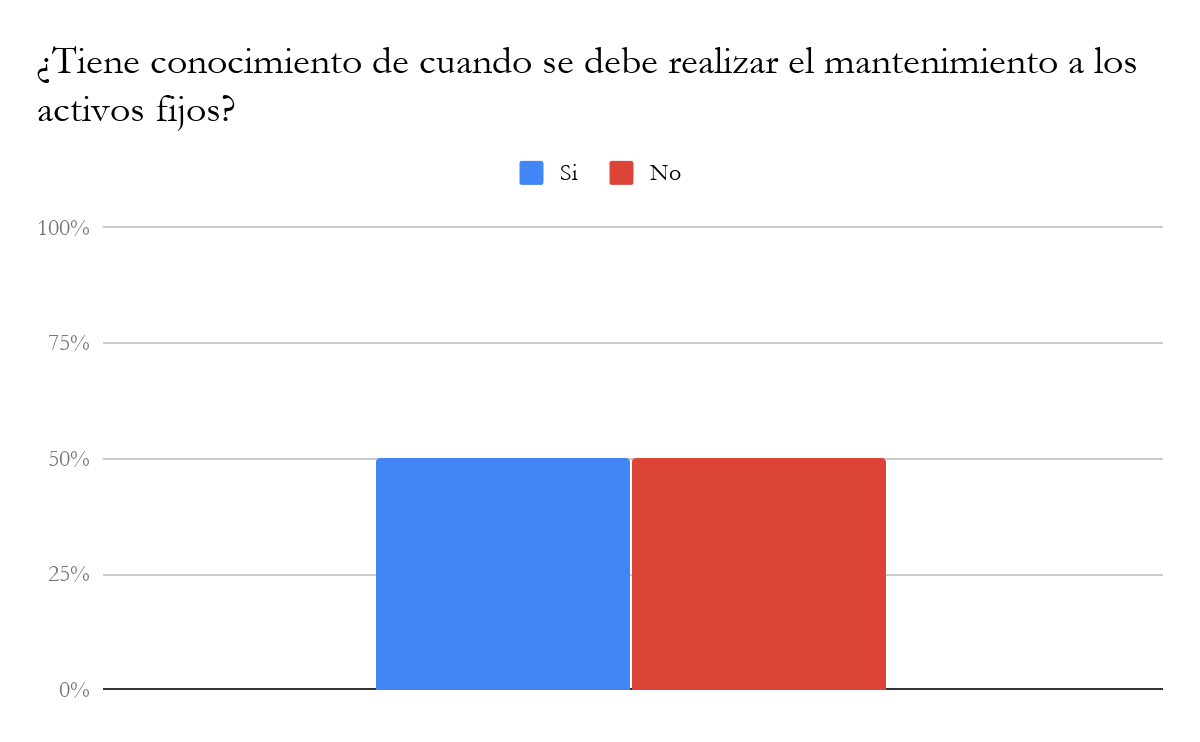 ¿Tiene conocimiento de cuando se debe realizar el mantenimiento a los
activos fijos?
Si No
100%
75%
50%
25%
0%